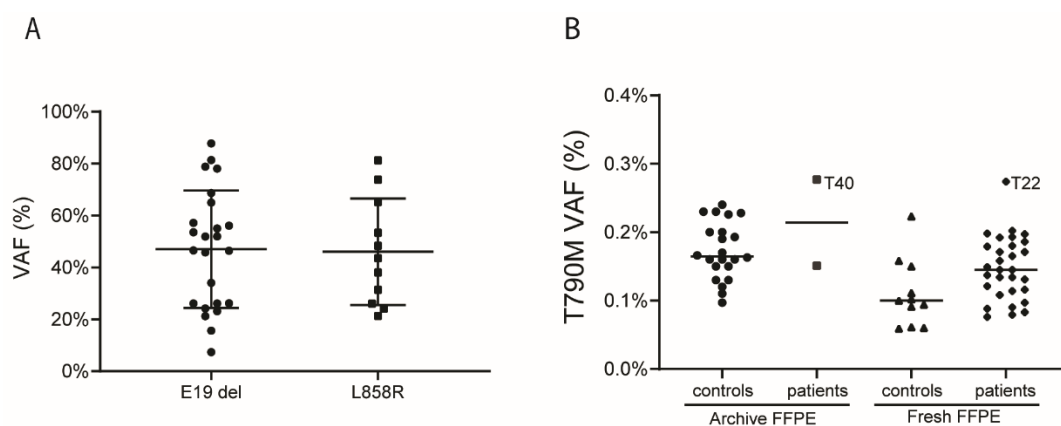 A
VAF (%)
100%
80%
60%
40%
20%
0%
E19 del
L858R
B
T790M VAF (%)
0.4%
0.3%
0.2%
0.1%
0.0%
T40
T22
controls patients controls patients
Archive FFPE Fresh FFPE